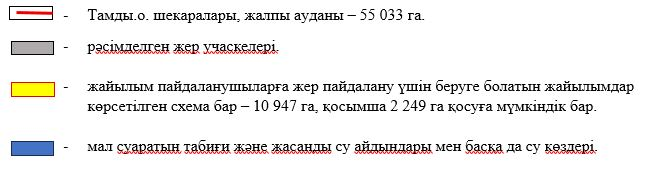 - Тамды.о. шекаралары, жалпы ауданы – 55 033 га.
- рәсімделген жер учаскелері.
- жайылым пайдаланушыларға жер пайдалану үшін беруге болатын жайылымдар
көрсетілген схема бар – 10 947 га, қосымша 2 249 га қосуға мүмкіндік бар.
- мал суаратын табиғи және жасанды су айдындары мен басқа да су көздері.